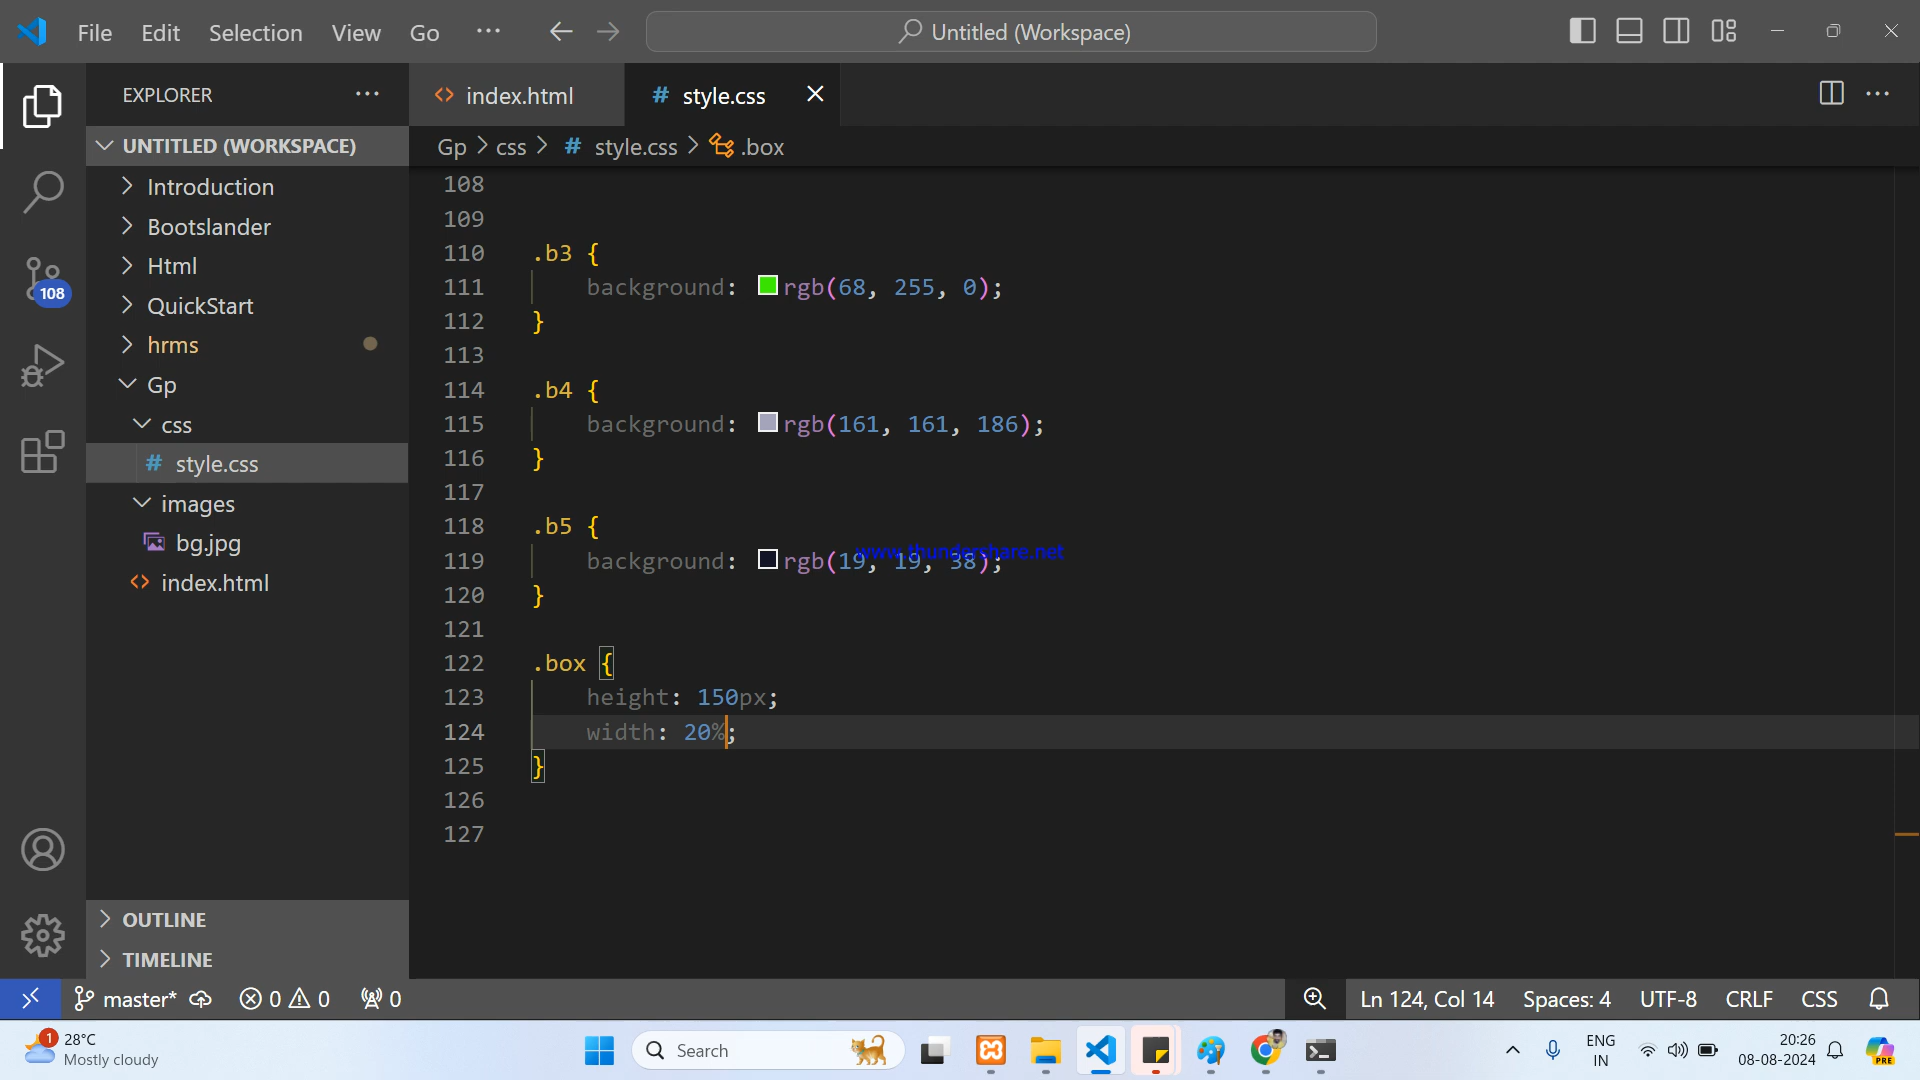 File Edit Selection View Go ··· Untitled (Workspace)
EXPLORER ···
index.html # style.css
UNTITLED (WORKSPACE)
Gp > css > # style.css > .box
Introduction
Bootslander
Html
QuickStart
hrms
Gp
css
# style.css
images
bg.jpg
index.html
108
OUTLINE
TIMELINE
108
109
110 .b3 {
111 background: rgb(68, 255, 0);
112 }
113
114 .b4 {
115 background: rgb(161, 161, 186);
116 }
117
118 .b5 {
www.thundershare.net
119 background: rgb(19, 19, 38);
120 }
121
122 .box {
123 height: 150px;
124 width: 20%;
125 }
126
127
master* 0 0 0 Ln 124, Col 14 Spaces: 4 UTF-8 CRLF CSS
1 28°C
Mostly cloudy
Search
ENG
IN
20:26
08-08-2024
PRE